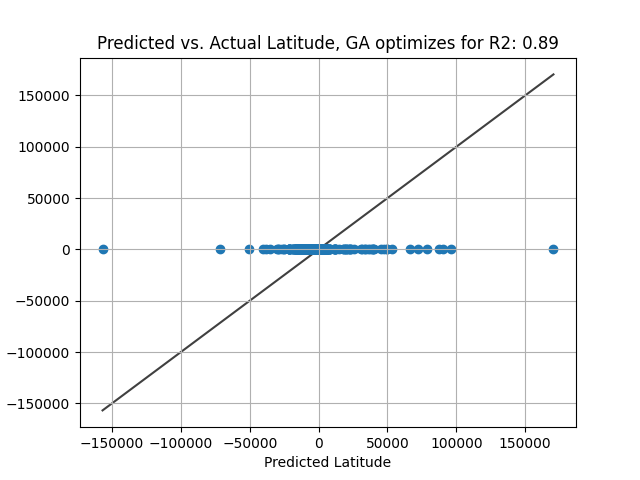 Predicted vs. Actual Latitude, GA optimizes for R2: 0.89
150000
100000
50000
0
−50000
−100000
−150000
−150000 −100000 −50000 0 50000 100000 150000
Predicted Latitude